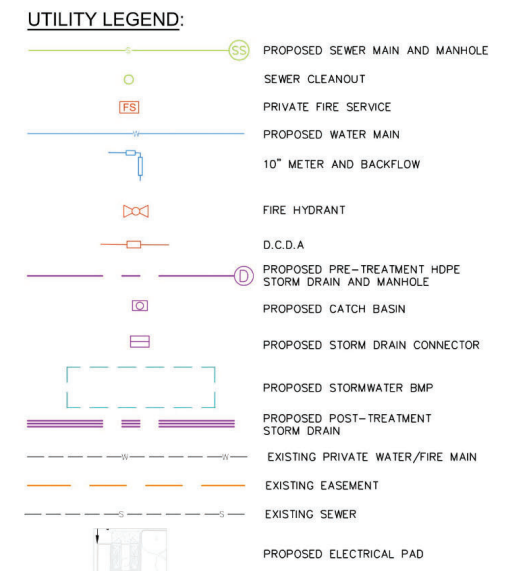 UTILITY LEGEND:
S SS PROPOSED SEWER MAIN AND MANHOLE
SEWER CLEANOUT
FS PRIVATE FIRE SERVICE
W PROPOSED WATER MAIN
10" METER AND BACKFLOW
FIRE HYDRANT
D.C.D.A
D PROPOSED PRE-TREATMENT HDPE
STORM DRAIN AND MANHOLE
PROPOSED CATCH BASIN
PROPOSED STORM DRAIN CONNECTOR
PROPOSED STORMWATER BMP
PROPOSED POST-TREATMENT
STORM DRAIN
W W EXISTING PRIVATE WATER/FIRE MAIN
EXISTING EASEMENT
S S EXISTING SEWER
PROPOSED ELECTRICAL PAD